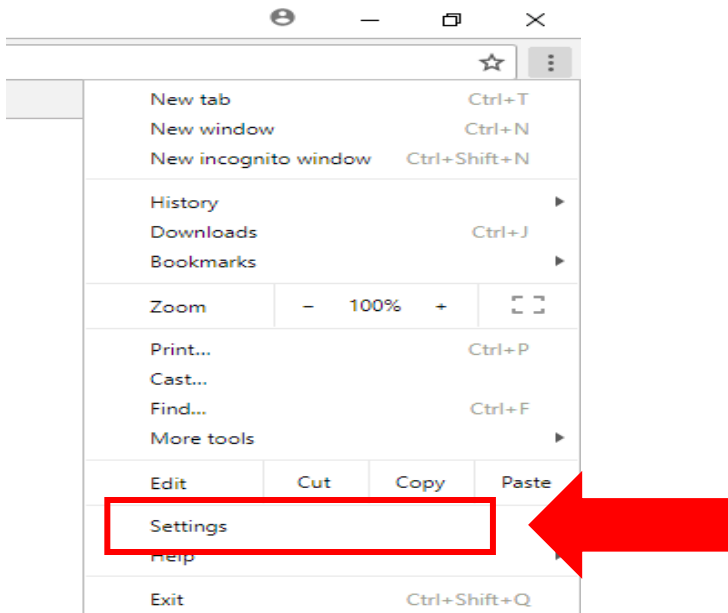 New tab Ctrl+T
New window Ctrl+N
New incognito window Ctrl+Shift+N
History
Downloads Ctrl+J
Bookmarks
Zoom − 100% +
Print... Ctrl+P
Cast...
Find... Ctrl+F
More tools
Edit Cut Copy Paste
Settings
Help
Exit Ctrl+Shift+Q